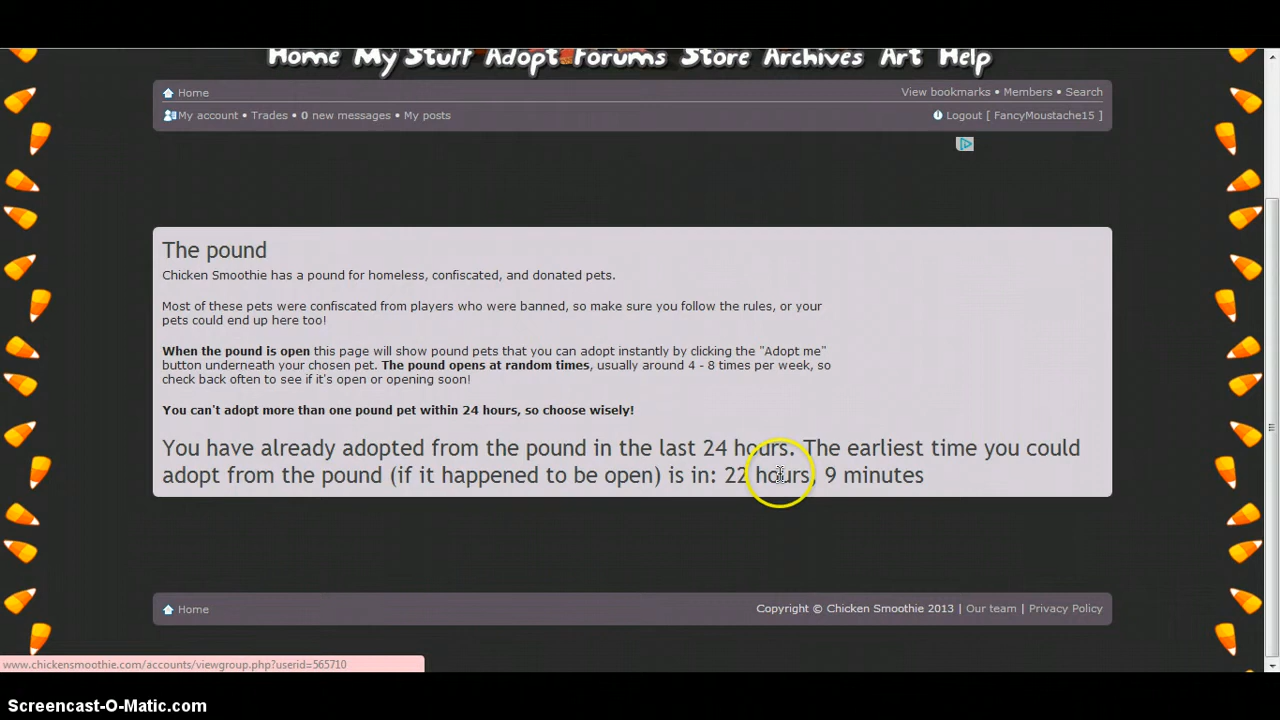 Home My Stuff Adopt Forums Store Archives Art Help
Home
View bookmarks • Members • Search
My account • Trades • 0 new messages • My posts
Logout [ FancyMoustache15 ]
The pound
Chicken Smoothie has a pound for homeless, confiscated, and donated pets.
Most of these pets were confiscated from players who were banned, so make sure you follow the rules, or your
pets could end up here too!
When the pound is open this page will show pound pets that you can adopt instantly by clicking the "Adopt me"
button underneath your chosen pet. The pound opens at random times, usually around 4 - 8 times per week, so
check back often to see if it's open or opening soon!
You can't adopt more than one pound pet within 24 hours, so choose wisely!
You have already adopted from the pound in the last 24 hours. The earliest time you could
adopt from the pound (if it happened to be open) is in: 22 hours, 9 minutes
Home
Copyright © Chicken Smoothie 2013 | Our team | Privacy Policy
www.chickensmoothie.com/accounts/viewgroup.php?userid=565710
Screencast-O-Matic.com